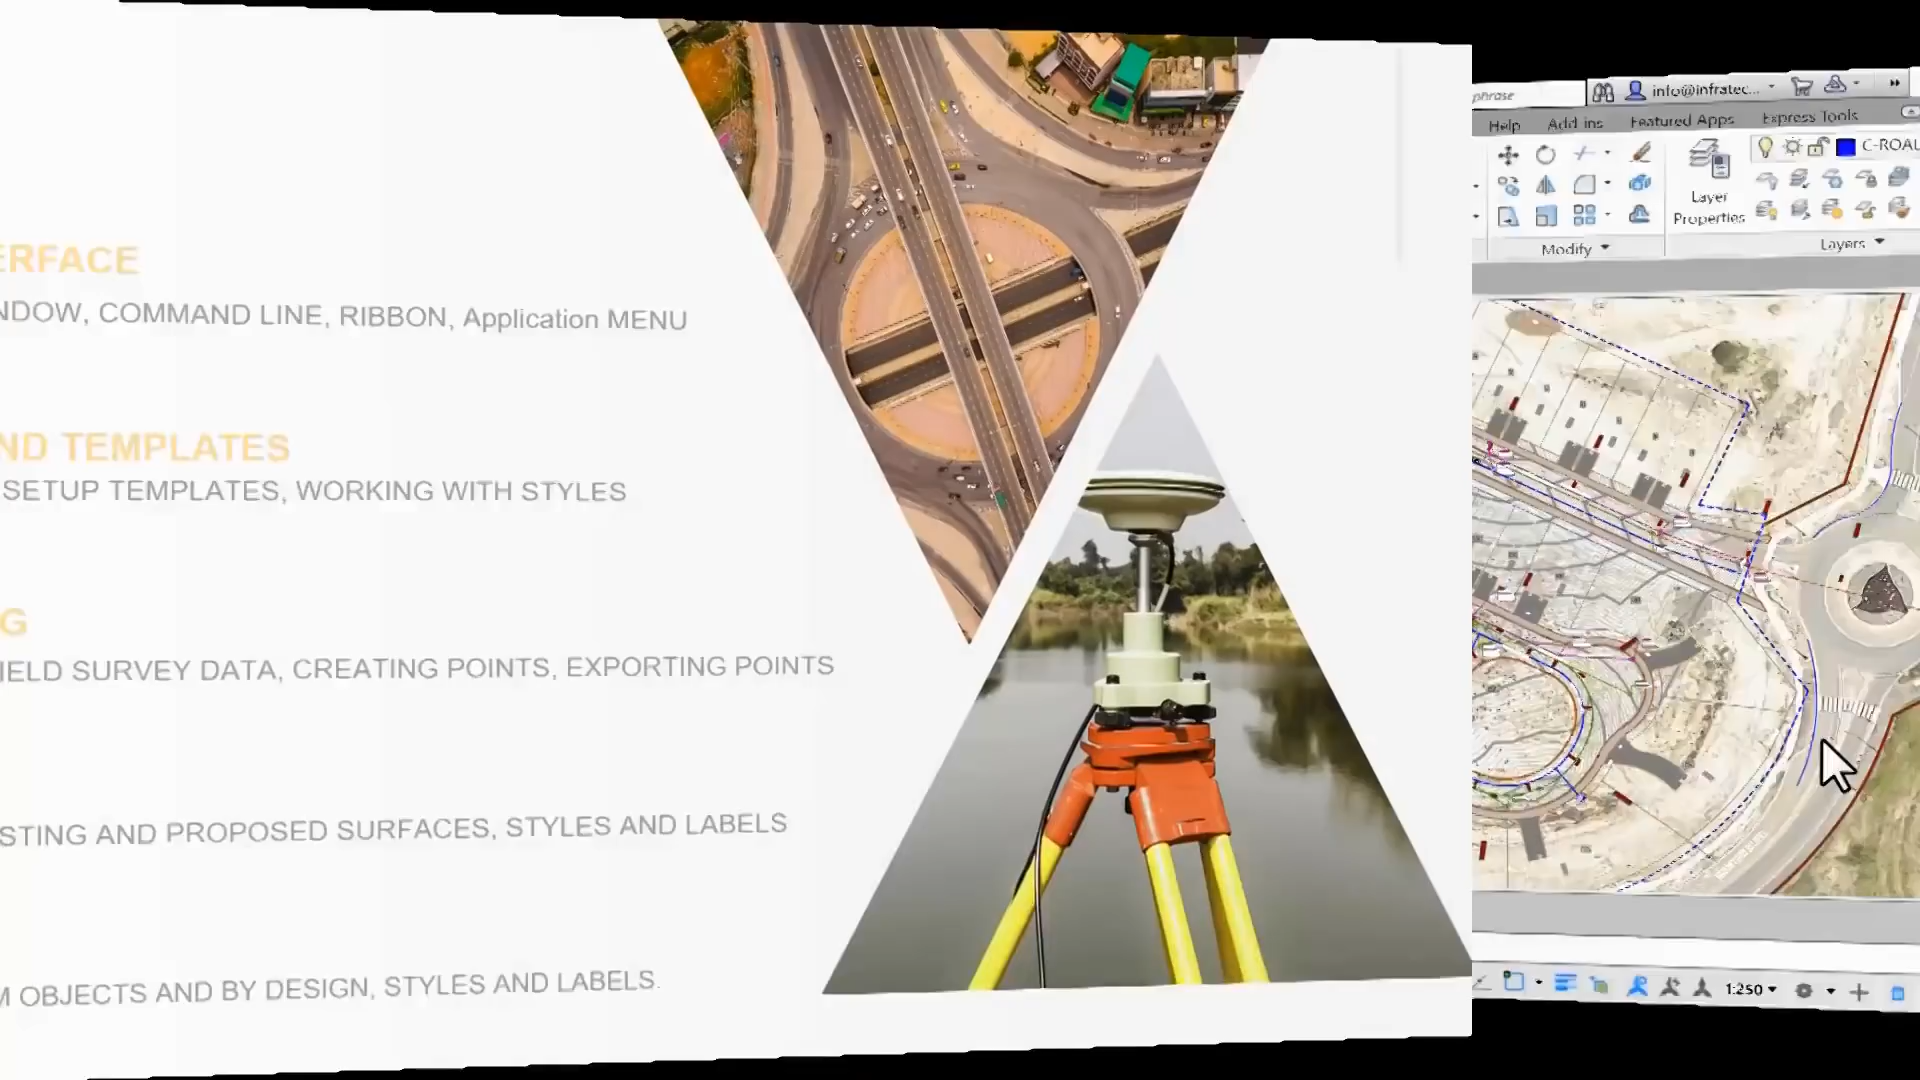 ERFACE
NDOW, COMMAND LINE, RIBBON, Application MENU
ND TEMPLATES
SETUP TEMPLATES, WORKING WITH STYLES
G
IELD SURVEY DATA, CREATING POINTS, EXPORTING POINTS
STING AND PROPOSED SURFACES, STYLES AND LABELS
M OBJECTS AND BY DESIGN, STYLES AND LABELS.
phrase
info@infratec...
Help Add ins Featured Apps Express Tools
C-ROAL
Layer
Properties
Modify
Layers
1:250